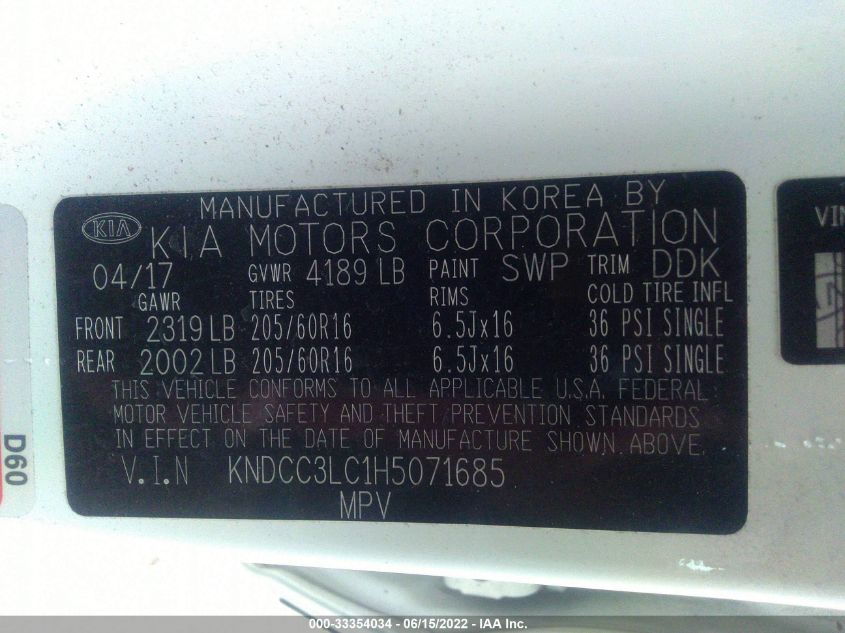 MANUFACTURED IN KOREA BY
KIA KIA MOTORS CORPORATION
04/17 GVWR 4189 LB PAINT SWP TRIM DDK
GAWR TIRES RIMS COLD TIRE INFL
FRONT 2319 LB 205/60R16 6.5Jx16 36 PSI SINGLE
REAR 2002 LB 205/60R16 6.5Jx16 36 PSI SINGLE
THIS VEHICLE CONFORMS TO ALL APPLICABLE U.S.A. FEDERAL
MOTOR VEHICLE SAFETY AND THEFT PREVENTION STANDARDS
IN EFFECT ON THE DATE OF MANUFACTURE SHOWN ABOVE.
V.I.N KNDCC3LC1H5071685
MPV
D60
VIN
000-33354034 - 06/15/2022 - IAA Inc.